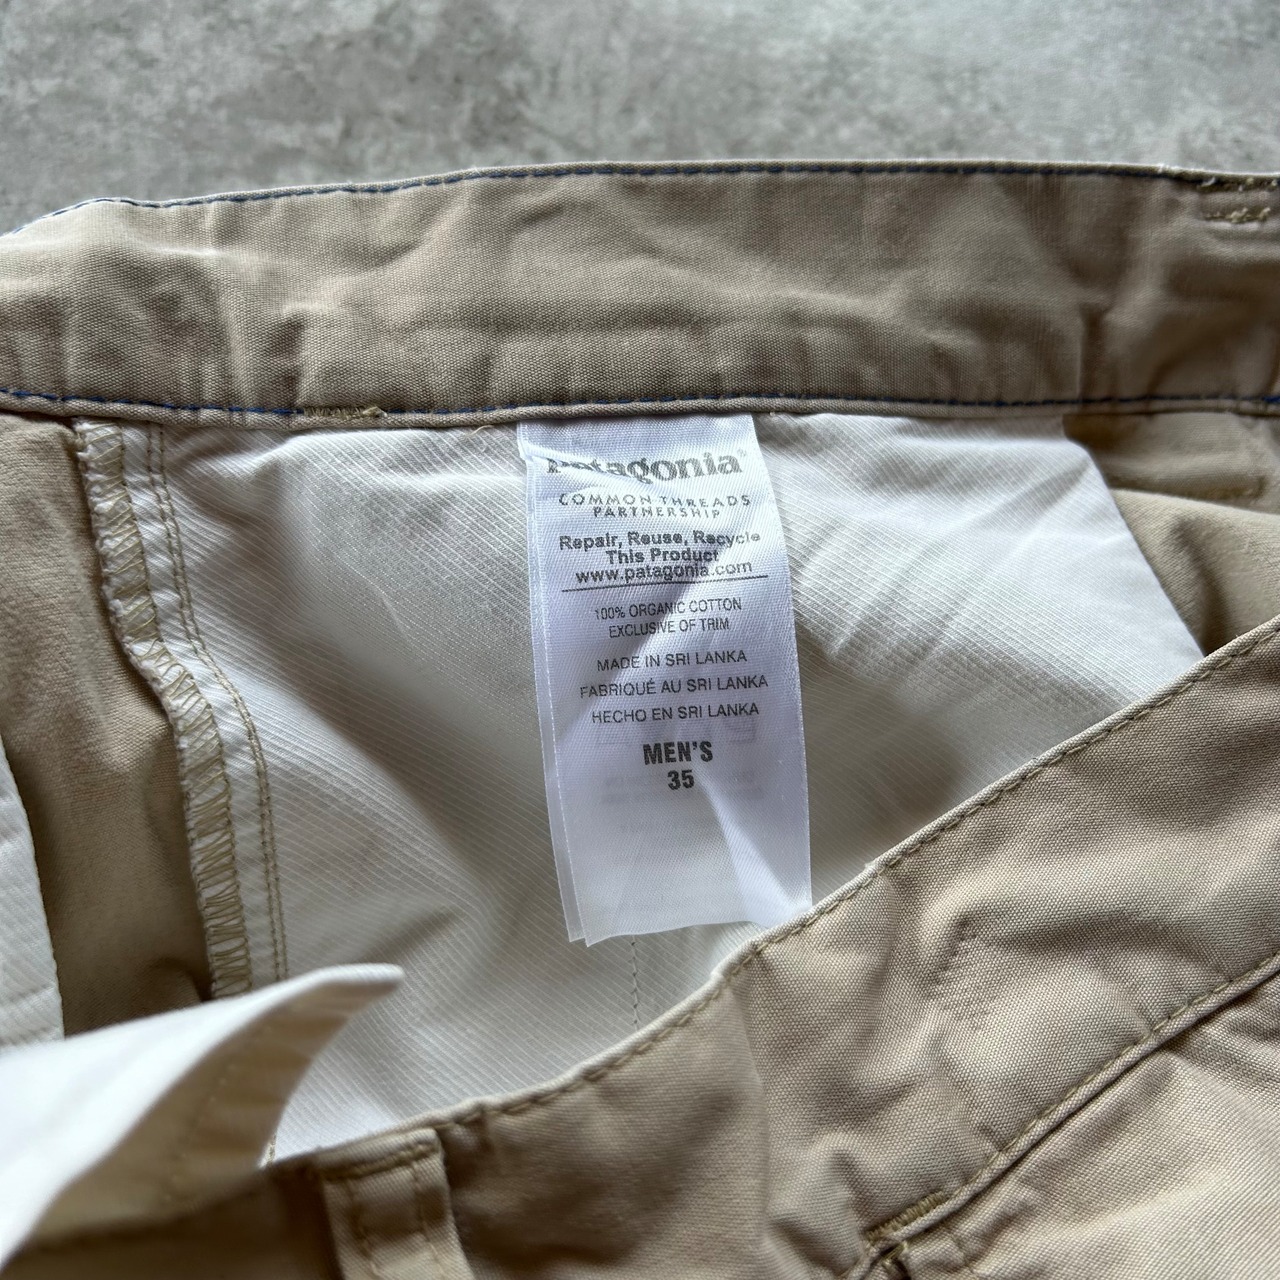 patagonia®
COMMON THREADS
PARTNERSHIP
Repair, Reuse, Recycle
This Product
www.patagonia.com
100% ORGANIC COTTON
EXCLUSIVE OF TRIM
MADE IN SRI LANKA
FABRIQUÉ AU SRI LANKA
HECHO EN SRI LANKA
MEN'S
35